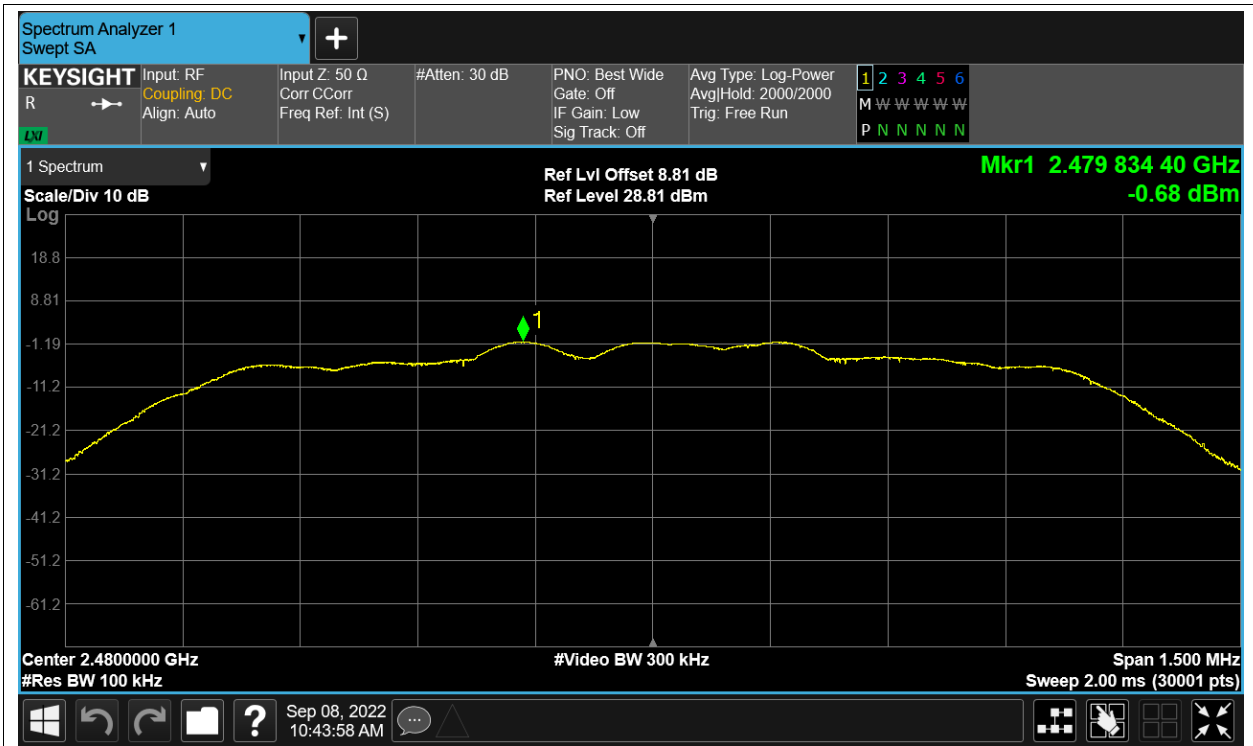 Spectrum Analyzer 1
Swept SA
KEYSIGHT
R
LXI
Input: RF
Coupling: DC
Align: Auto
Input Z: 50 Ω
Corr CCorr
Freq Ref: Int (S)
#Atten: 30 dB
PNO: Best Wide
Gate: Off
IF Gain: Low
Sig Track: Off
Avg Type: Log-Power
Avg|Hold: 2000/2000
Trig: Free Run
1 2 3 4 5 6
M W W W W W
P N N N N N
1 Spectrum
Scale/Div 10 dB
Log
Ref Lvl Offset 8.81 dB
Ref Level 28.81 dBm
Mkr1 2.479 834 40 GHz
-0.68 dBm
18.8
8.81
1
-1.19
-11.2
-21.2
-31.2
-41.2
-51.2
-61.2
Center 2.4800000 GHz
#Res BW 100 kHz
#Video BW 300 kHz
Span 1.500 MHz
Sweep 2.00 ms (30001 pts)
?
Sep 08, 2022
10:43:58 AM